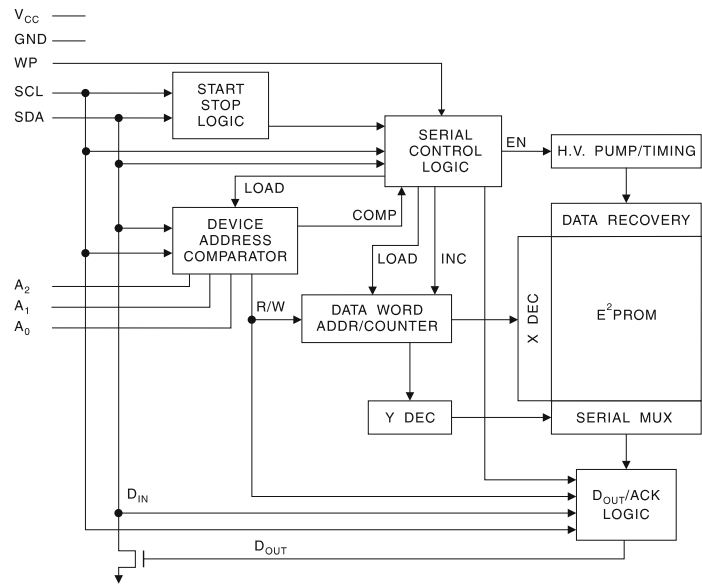 V_CC
GND
WP
SCL
SDA
START
STOP
LOGIC
SERIAL
CONTROL
LOGIC
EN
H.V. PUMP/TIMING
LOAD
COMP
DEVICE
ADDRESS
COMPARATOR
LOAD
INC
DATA RECOVERY
A_2
A_1
A_0
R/W
DATA WORD
ADDR/COUNTER
X DEC
E²PROM
Y DEC
SERIAL MUX
D_IN
D_OUT/ACK
LOGIC
D_OUT